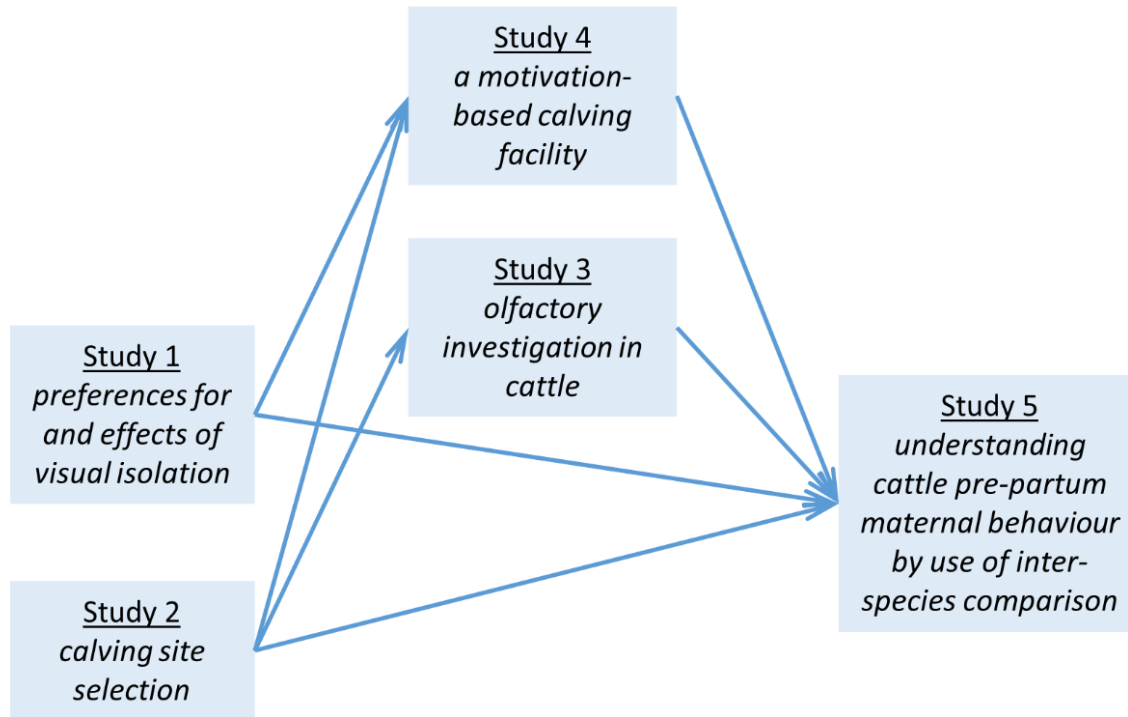 Study 4
a motivation-
based calving
facility
Study 3
olfactory
investigation in
cattle
Study 1
preferences for
and effects of
visual isolation
Study 5
understanding
cattle pre-partum
maternal behaviour
by use of inter-
species comparison
Study 2
calving site
selection